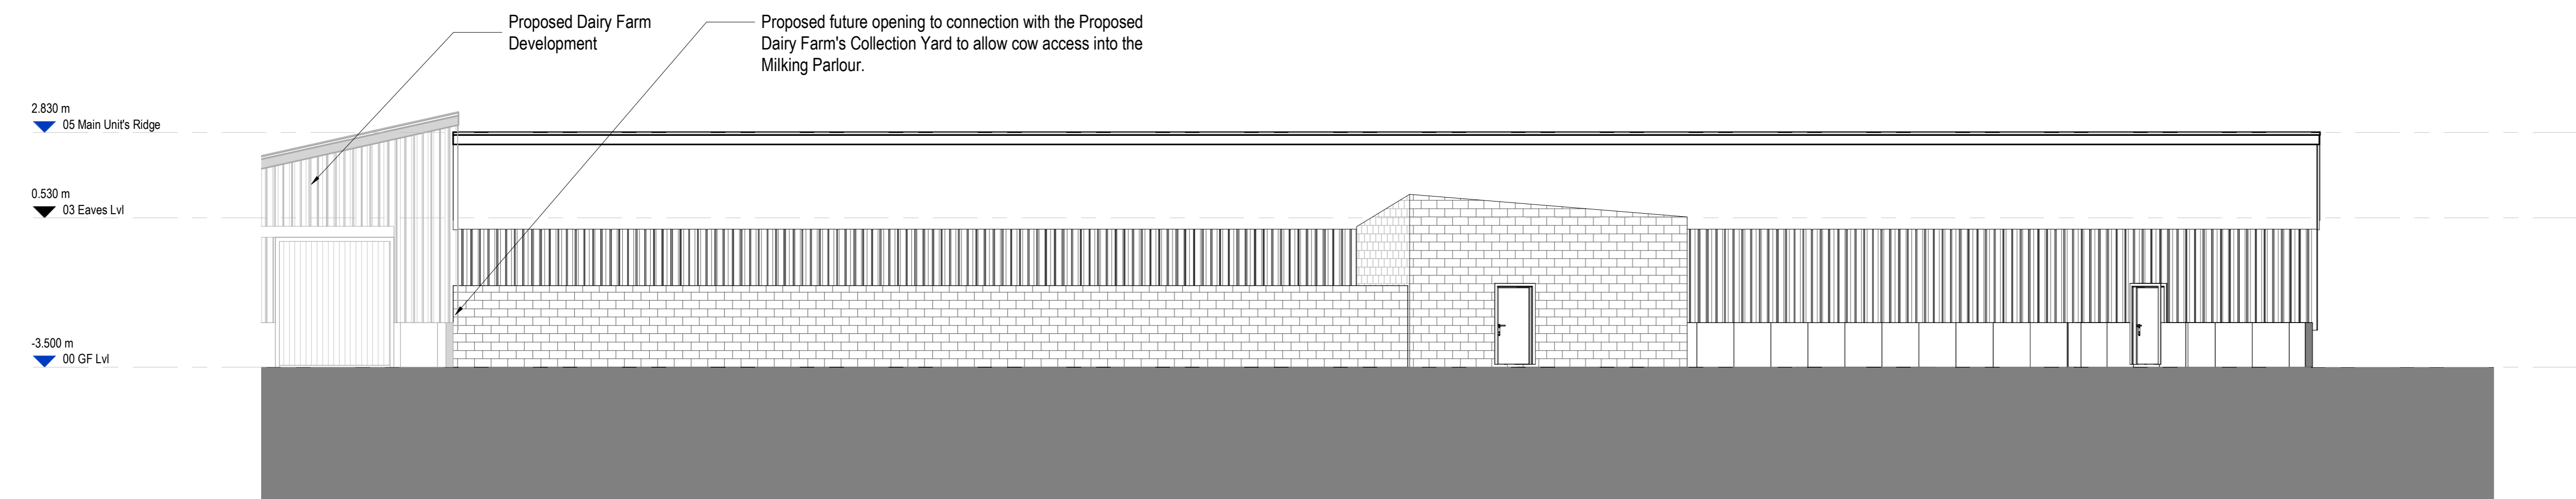 Proposed Dairy Farm
Development
Proposed future opening to connection with the Proposed
Dairy Farm's Collection Yard to allow cow access into the
Milking Parlour.
2.830 m
05 Main Unit's Ridge
0.530 m
03 Eaves Lvl
-3.500 m
00 GF Lvl